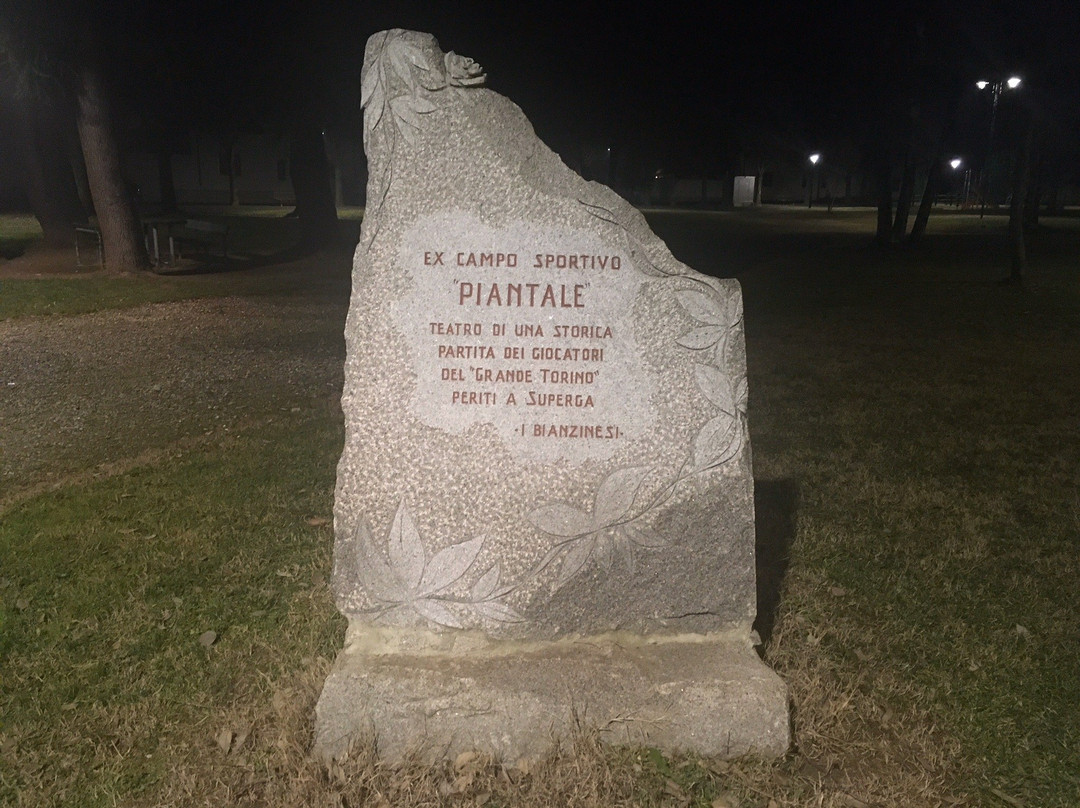 Ex campo sportivo
"Piantale"
teatro di una storica
partita dei giocatori
del "Grande Torino"
periti a Superga
· I Bianzinesi ·